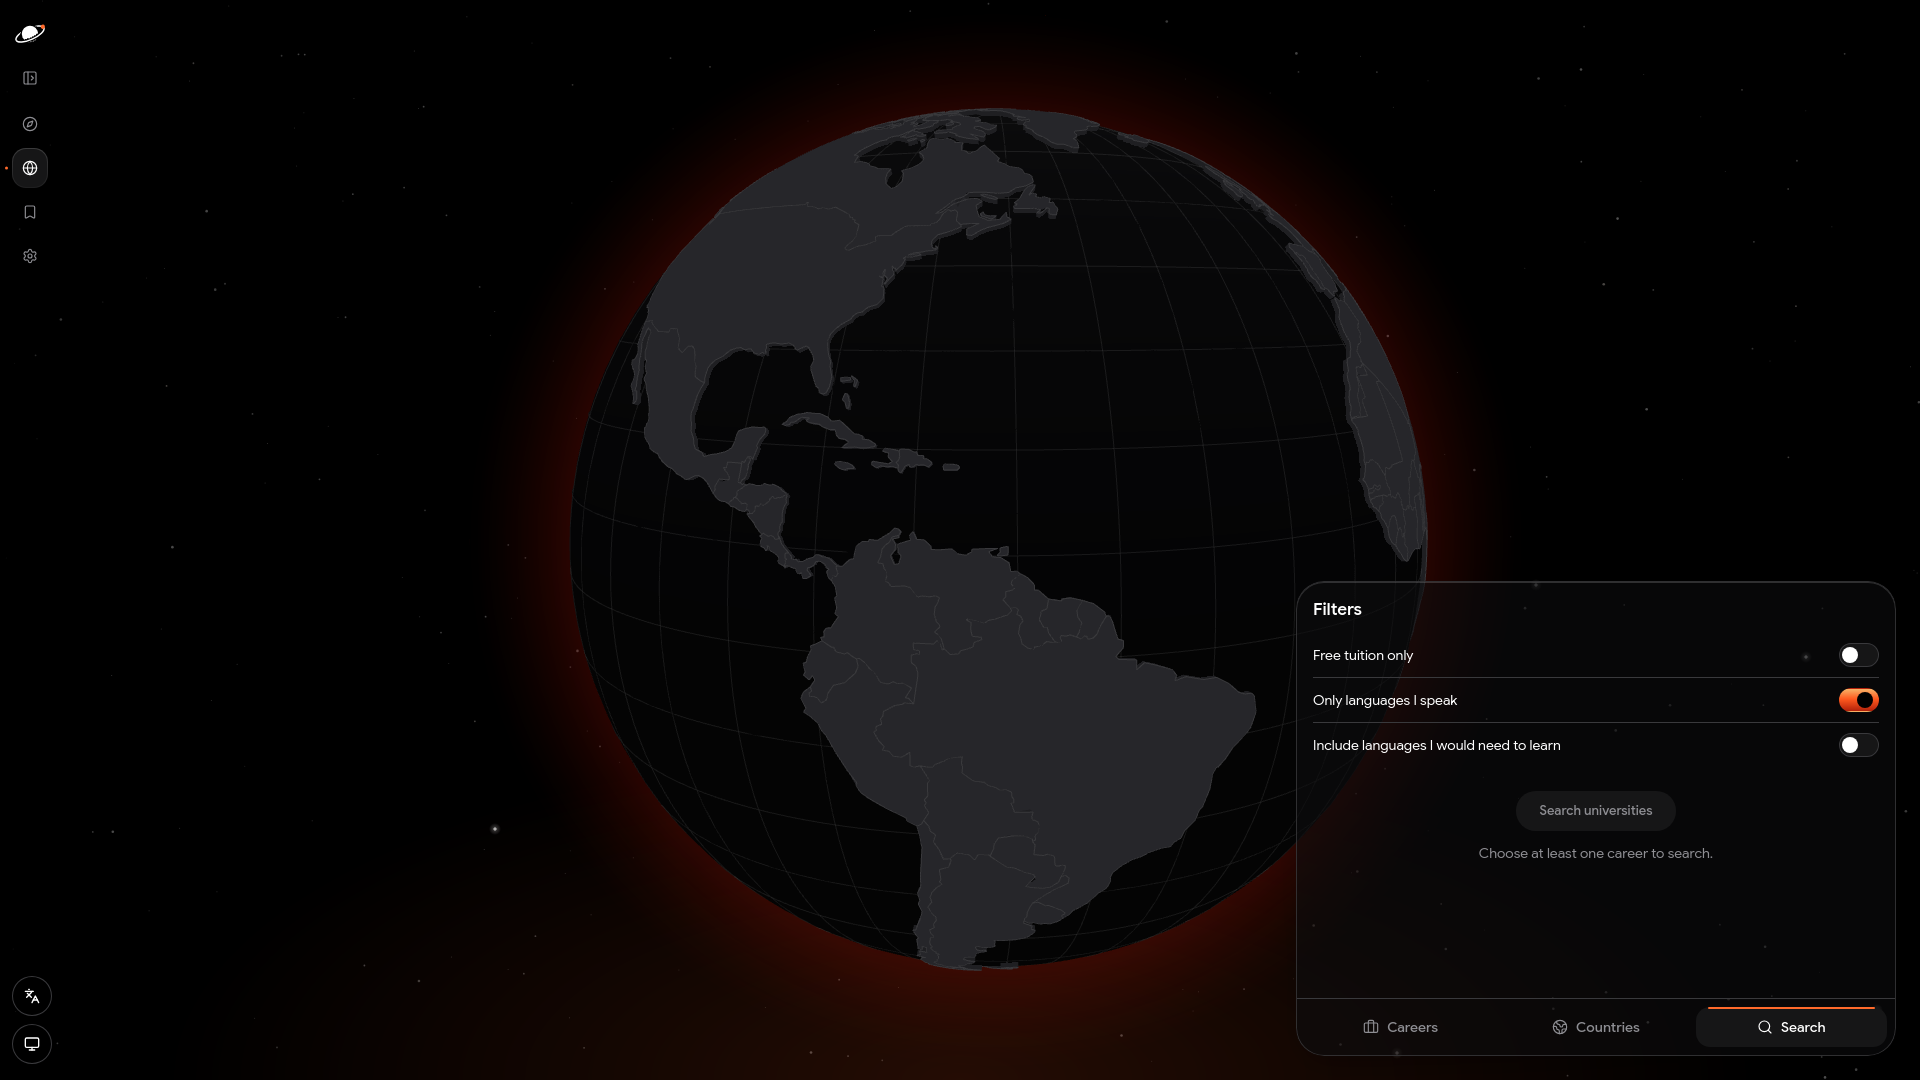 Filters
Free tuition only
Only languages I speak
Include languages I would need to learn
Search universities
Choose at least one career to search.
Careers
Countries
Search